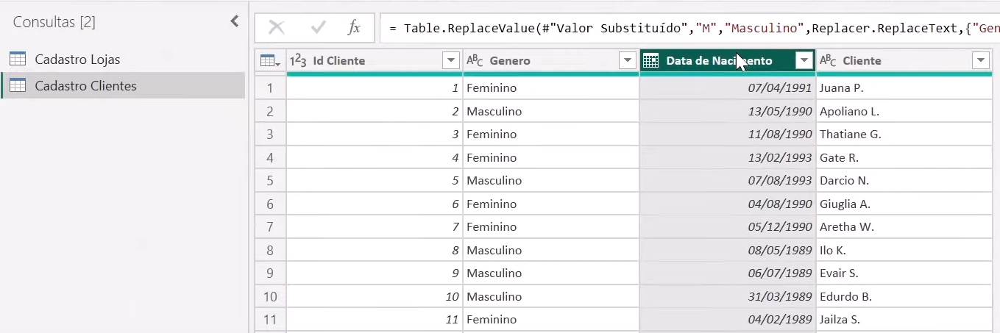 Consultas [2]
Cadastro Lojas
Cadastro Clientes
fx
= Table.ReplaceValue(#"Valor Substituído","M","Masculino",Replacer.ReplaceText,{"Gen
123 Id Cliente ABC Genero Data de Nacimento ABC Cliente
1 1 Feminino 07/04/1991 Juana P.
2 2 Masculino 13/05/1990 Apoliano L.
3 3 Feminino 11/08/1990 Thatiane G.
4 4 Feminino 13/02/1993 Gate R.
5 5 Masculino 07/08/1993 Darcio N.
6 6 Feminino 04/08/1990 Giuglia A.
7 7 Feminino 05/12/1990 Aretha W.
8 8 Masculino 08/05/1989 Ilo K.
9 9 Masculino 06/07/1989 Evair S.
10 10 Masculino 31/03/1989 Edurdo B.
11 11 Feminino 04/02/1989 Jailza S.